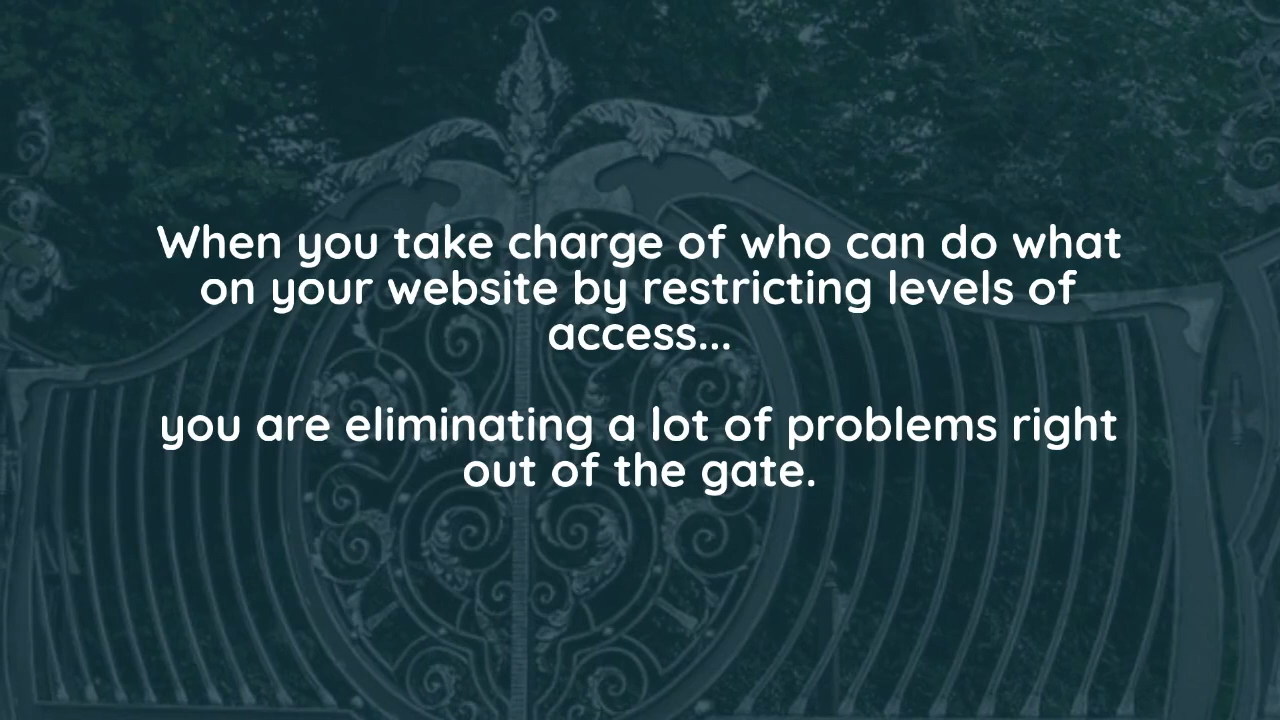 When you take charge of who can do what
on your website by restricting levels of
access...
you are eliminating a lot of problems right
out of the gate.